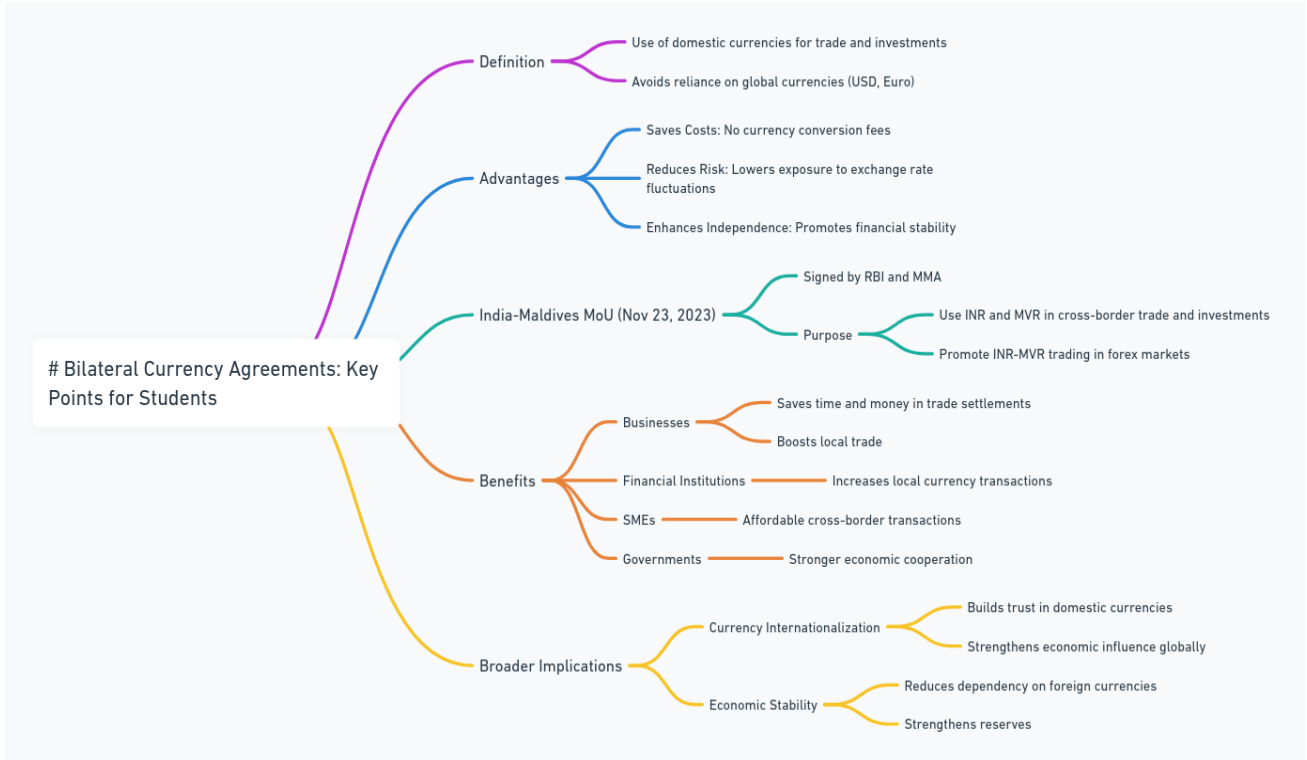 # Bilateral Currency Agreements: Key
Points for Students
Definition
Use of domestic currencies for trade and investments
Avoids reliance on global currencies (USD, Euro)
Advantages
Saves Costs: No currency conversion fees
Reduces Risk: Lowers exposure to exchange rate
fluctuations
Enhances Independence: Promotes financial stability
India-Maldives MoU (Nov 23, 2023)
Signed by RBI and MMA
Purpose
Use INR and MVR in cross-border trade and investments
Promote INR-MVR trading in forex markets
Benefits
Businesses
Saves time and money in trade settlements
Boosts local trade
Financial Institutions
Increases local currency transactions
SMEs
Affordable cross-border transactions
Governments
Stronger economic cooperation
Broader Implications
Currency Internationalization
Builds trust in domestic currencies
Strengthens economic influence globally
Economic Stability
Reduces dependency on foreign currencies
Strengthens reserves